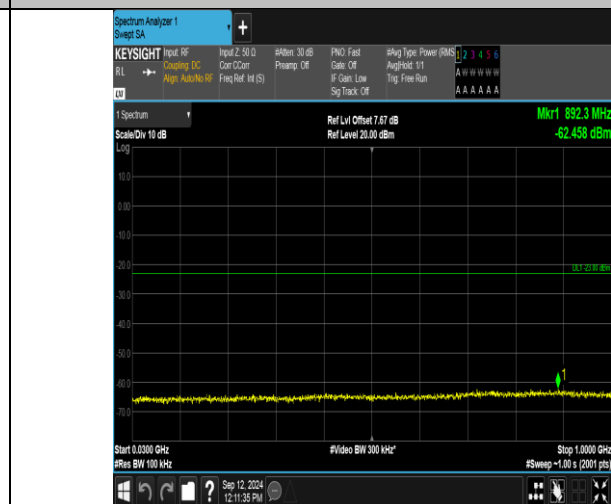 Spectrum Analyzer 1
Swept SA
+
KEYSIGHT Input: RF Input Z: 50 Ω #Atten: 30 dB PNO: Fast #Avg Type: Power (RMS 1 2 3 4 5 6
RL Coupling: DC Corr CCorr Preamp: Off Gate: Off Avg|Hold: 1/1 A W W W W W
Align: Auto/No RF Freq Ref: Int (S) IF Gain: Low Trig: Free Run
LXI Sig Track: Off A A A A A A
1 Spectrum Ref Lvl Offset 7.67 dB Mkr1 892.3 MHz
Scale/Div 10 dB Ref Level 20.00 dBm -62.458 dBm
Log
10.0
0.00
-10.0
-20.0
DL1 -23.00 dBm
-30.0
-40.0
-50.0
1
-60.0
-70.0
Start 0.0300 GHz #Video BW 300 kHz* Stop 1.0000 GHz
#Res BW 100 kHz #Sweep ~1.00 s (2001 pts)
? Sep 12, 2024
12:11:35 PM